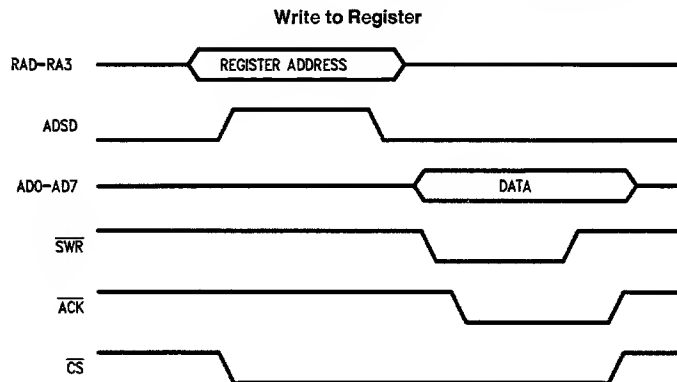 Write to Register
RAD-RA3
REGISTER ADDRESS
ADSD
AD0-AD7
DATA
SWR
ACK
CS